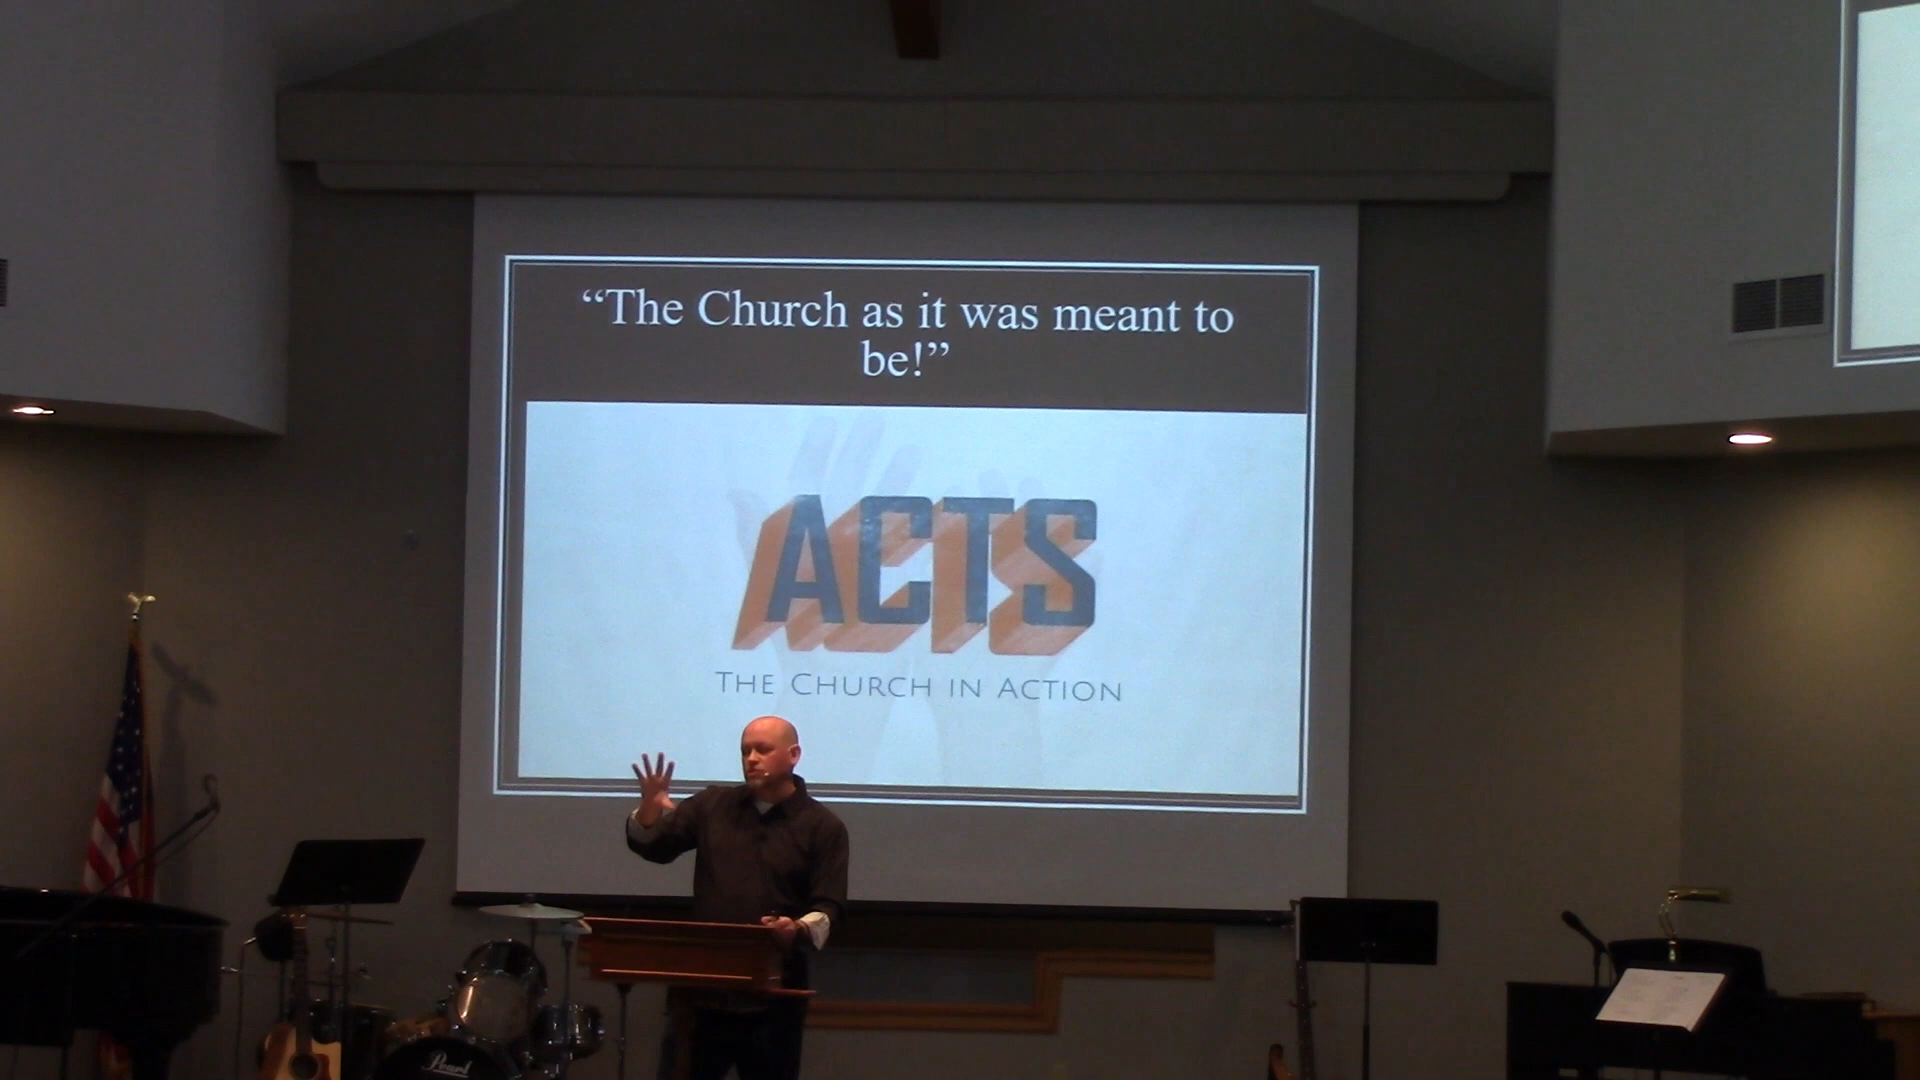 “The Church as it was meant to
be!”
ACTS
The Church in Action
Pearl